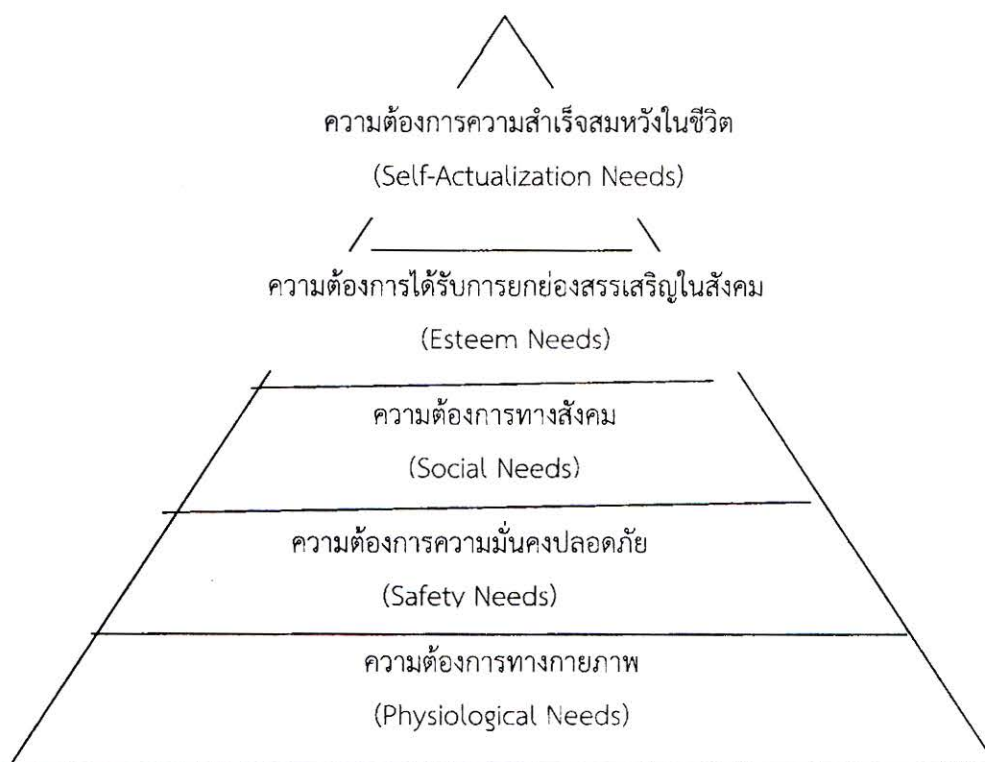 ความต้องการความสำเร็จสมหวังในชีวิต
(Self-Actualization Needs)
ความต้องการได้รับการยกย่องสรรเสริญในสังคม
(Esteem Needs)
ความต้องการทางสังคม
(Social Needs)
ความต้องการความมั่นคงปลอดภัย
(Safety Needs)
ความต้องการทางกายภาพ
(Physiological Needs)